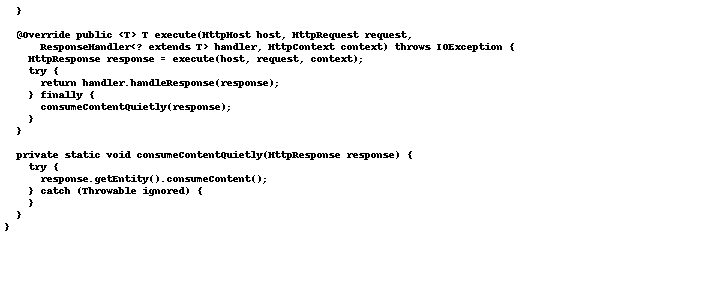 }
@Override public <T> T execute(HttpHost host, HttpRequest request,
ResponseHandler<? extends T> handler, HttpContext context) throws IOException {
HttpResponse response = execute(host, request, context);
try {
return handler.handleResponse(response);
} finally {
consumeContentQuietly(response);
}
}
private static void consumeContentQuietly(HttpResponse response) {
try {
response.getEntity().consumeContent();
} catch (Throwable ignored) {
}
}
}